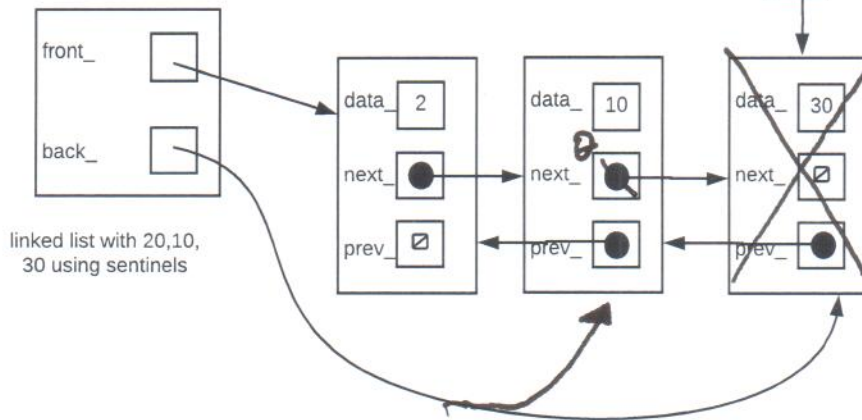 front_
back_
linked list with 20,10,
30 using sentinels
data_ 2
next_
prev_
data_ 10
next_
prev_
data_ 30
next_
prev_